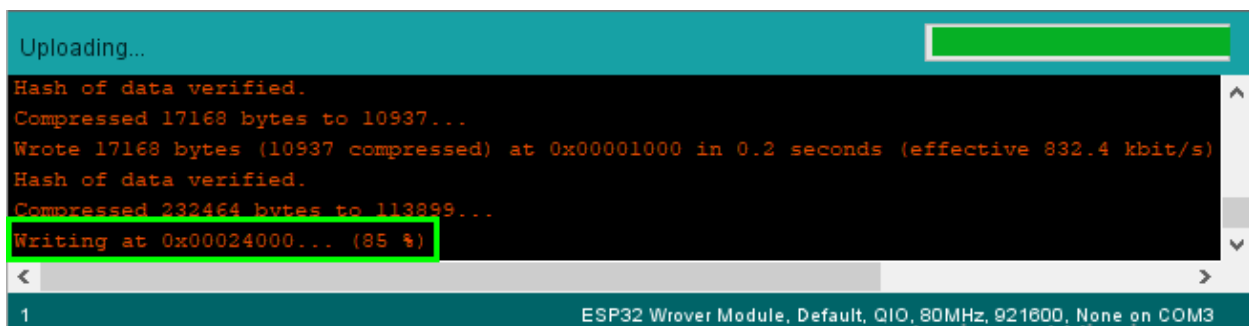 Uploading...
Hash of data verified.
Compressed 17168 bytes to 10937...
Wrote 17168 bytes (10937 compressed) at 0x00001000 in 0.2 seconds (effective 832.4 kbit/s)
Hash of data verified.
Compressed 232464 bytes to 113899...
Writing at 0x00024000... (85 %)
1
ESP32 Wrover Module, Default, QIO, 80MHz, 921600, None on COM3